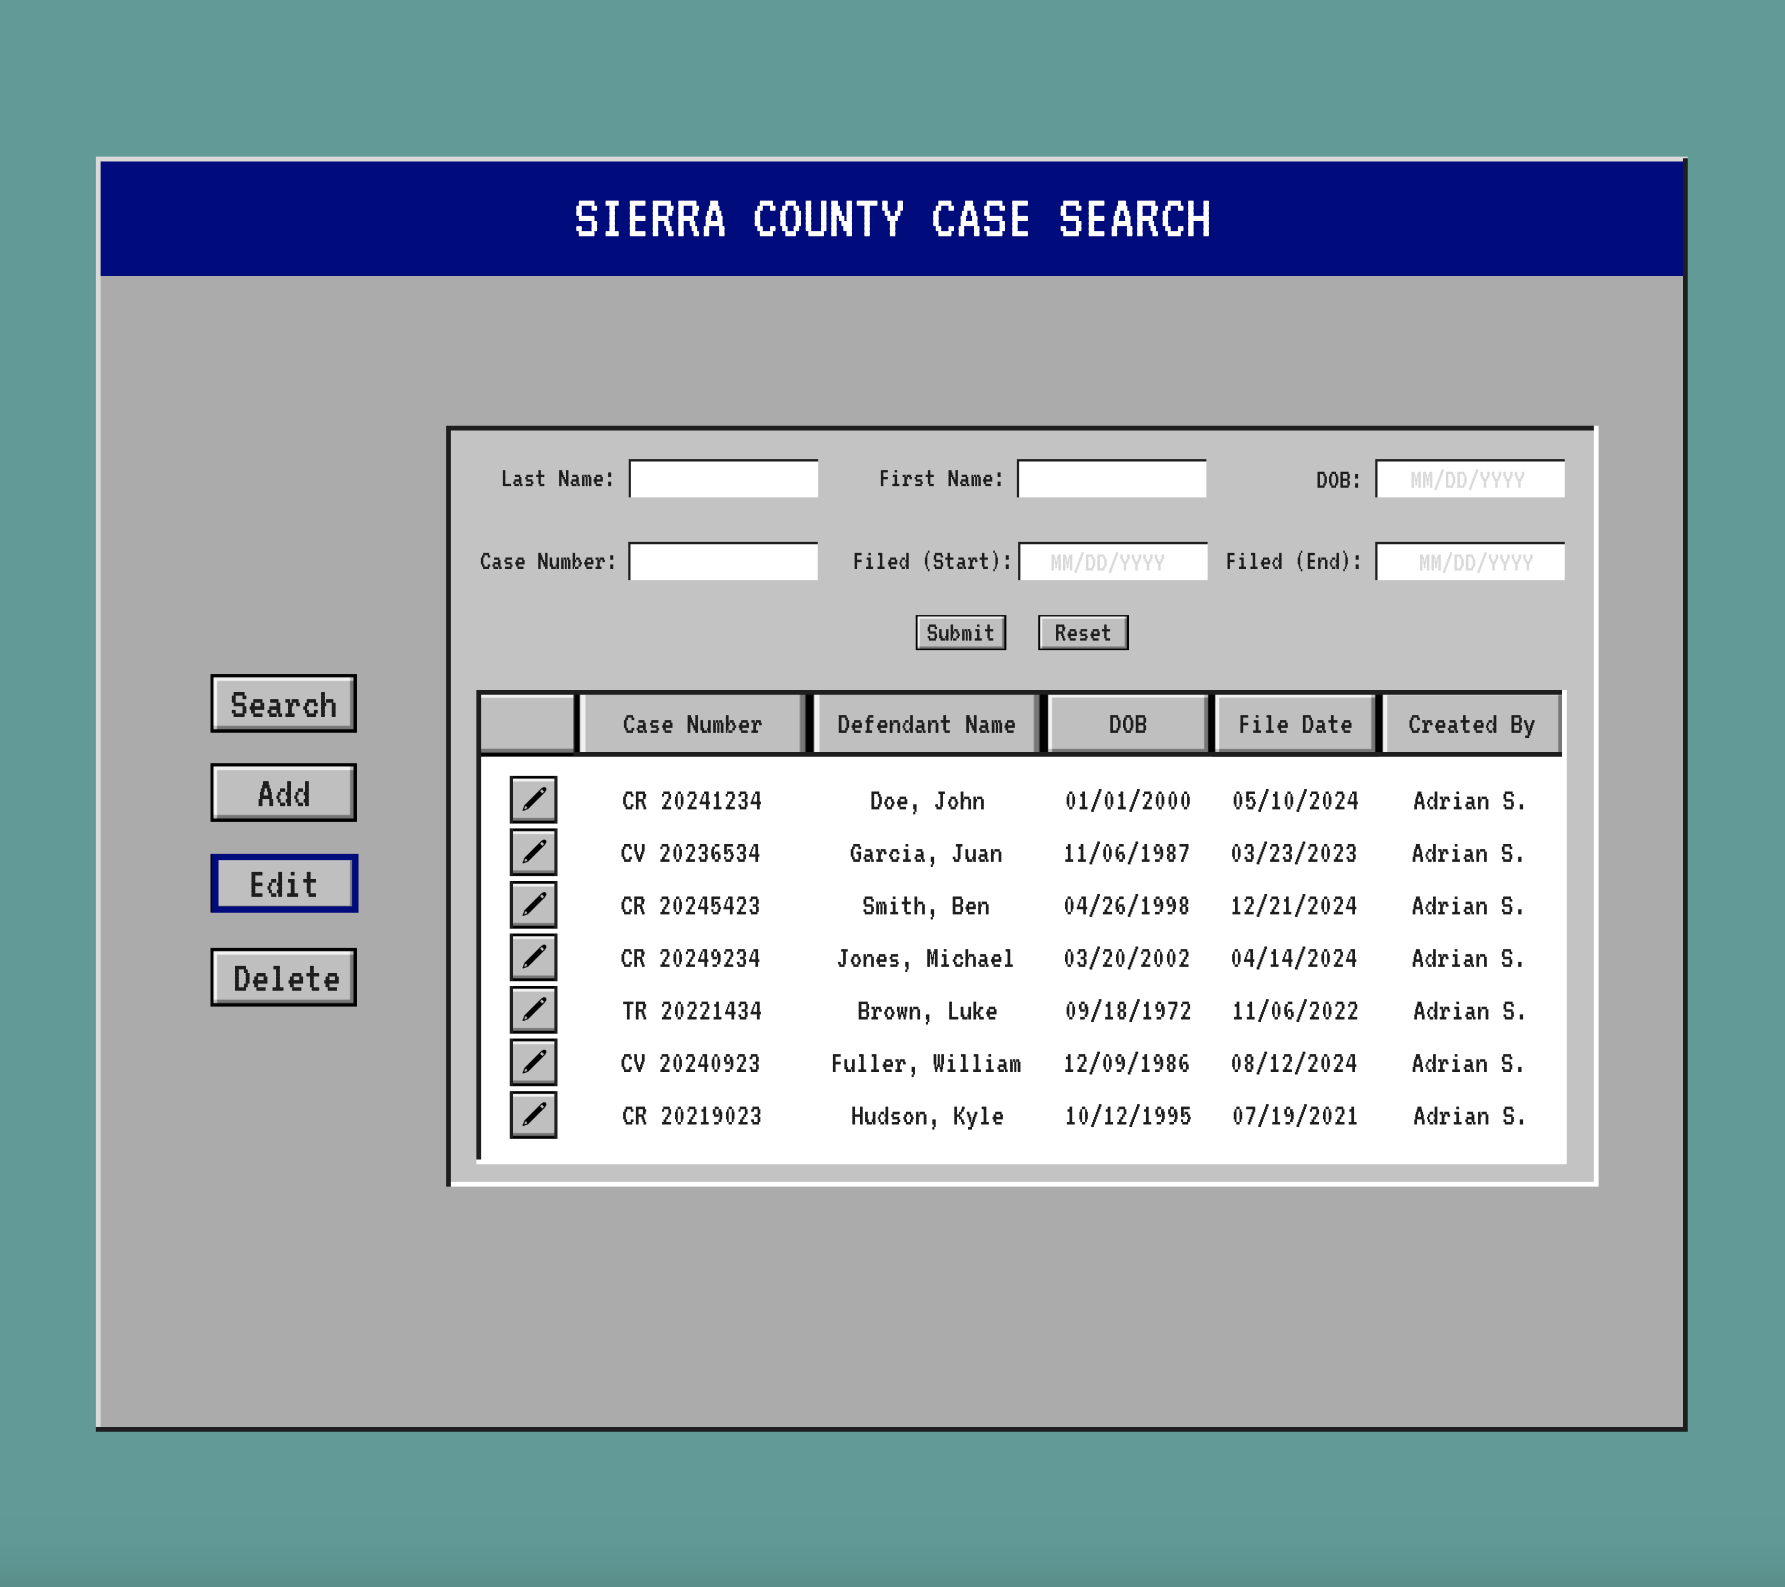 SIERRA COUNTY CASE SEARCH
Last Name: First Name: DOB: MM/DD/YYYY
Case Number: Filed (Start): MM/DD/YYYY Filed (End): MM/DD/YYYY
Submit Reset
Search
Add
Edit
Delete
Case Number Defendant Name DOB File Date Created By
CR 20241234 Doe, John 01/01/2000 05/10/2024 Adrian S.
CV 20236534 Garcia, Juan 11/06/1987 03/23/2023 Adrian S.
CR 20245423 Smith, Ben 04/26/1998 12/21/2024 Adrian S.
CR 20249234 Jones, Michael 03/20/2002 04/14/2024 Adrian S.
TR 20221434 Brown, Luke 09/18/1972 11/06/2022 Adrian S.
CV 20240923 Fuller, William 12/09/1986 08/12/2024 Adrian S.
CR 20219023 Hudson, Kyle 10/12/1995 07/19/2021 Adrian S.